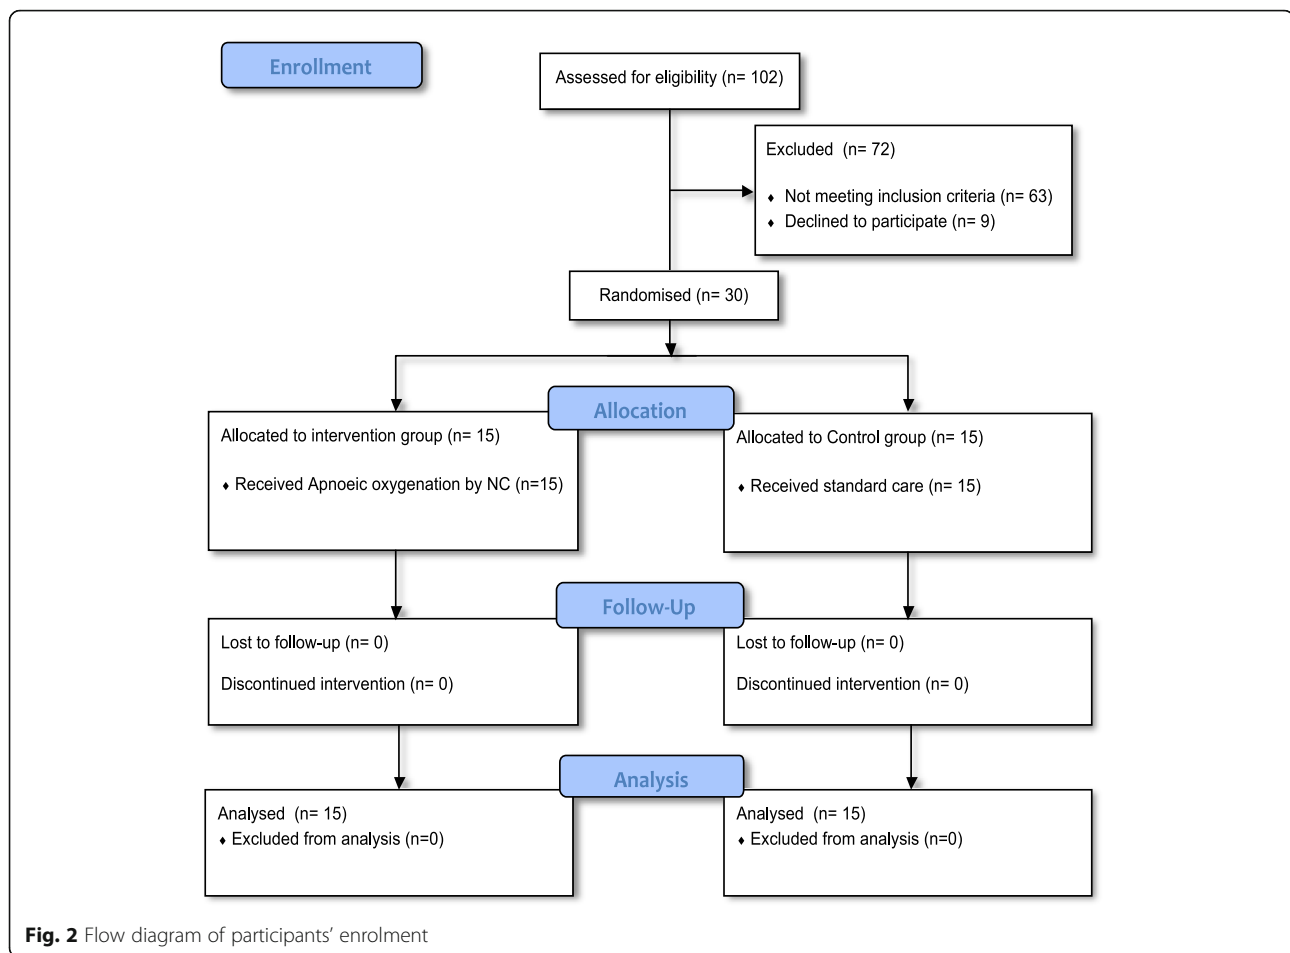 Enrollment
Assessed for eligibility (n= 102)
Excluded (n= 72)
♦ Not meeting inclusion criteria (n= 63)
♦ Declined to participate (n= 9)
Randomised (n= 30)
Allocation
Allocated to intervention group (n= 15)
♦ Received Apnoeic oxygenation by NC (n=15)
Allocated to Control group (n= 15)
♦ Received standard care (n= 15)
Follow-Up
Lost to follow-up (n= 0)
Discontinued intervention (n= 0)
Lost to follow-up (n= 0)
Discontinued intervention (n= 0)
Analysis
Analysed (n= 15)
♦ Excluded from analysis (n=0)
Analysed (n= 15)
♦ Excluded from analysis (n=0)
Fig. 2 Flow diagram of participants’ enrolment